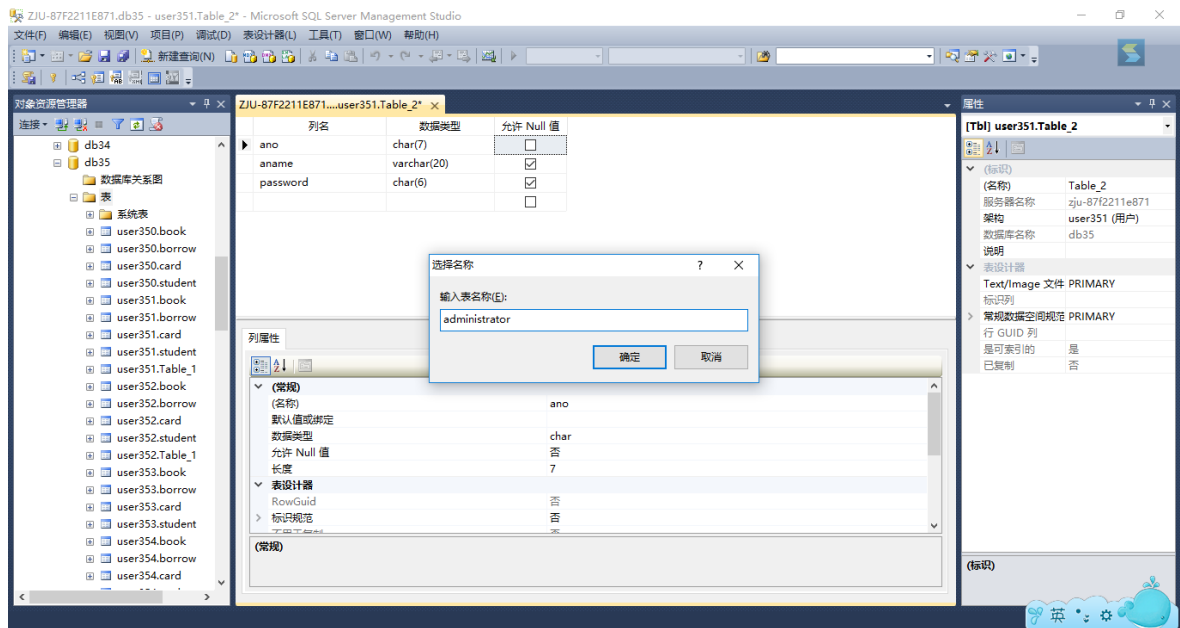 ZJU-87F2211E871.db35 - user351.Table_2* - Microsoft SQL Server Management Studio
文件(F) 编辑(E) 视图(V) 项目(P) 调试(D) 表设计器(L) 工具(T) 窗口(W) 帮助(H)
新建查询(N)
对象资源管理器
连接
db34
db35
数据库关系图
表
系统表
user350.book
user350.borrow
user350.card
user350.student
user351.book
user351.borrow
user351.card
user351.student
user351.Table_1
user352.book
user352.borrow
user352.card
user352.student
user352.Table_1
user353.book
user353.borrow
user353.card
user353.student
user354.book
user354.borrow
user354.card
ZJU-87F2211E871....user351.Table_2*
列名 数据类型 允许 Null 值
ano char(7)
aname varchar(20)
password char(6)
选择名称
输入表名称(E):
administrator
确定 取消
列属性
(常规)
(名称) ano
默认值或绑定
数据类型 char
允许 Null 值 否
长度 7
表设计器
RowGuid 否
标识规范 否
(常规)
属性
[Tbl] user351.Table_2
(标识)
(名称) Table_2
服务器名称 zju-87f2211e871
架构 user351 (用户)
数据库名称 db35
说明
表设计器
Text/Image 文件 PRIMARY
标识列
常规数据空间规范 PRIMARY
行 GUID 列
是可索引的 是
已复制 否
(标识)
英